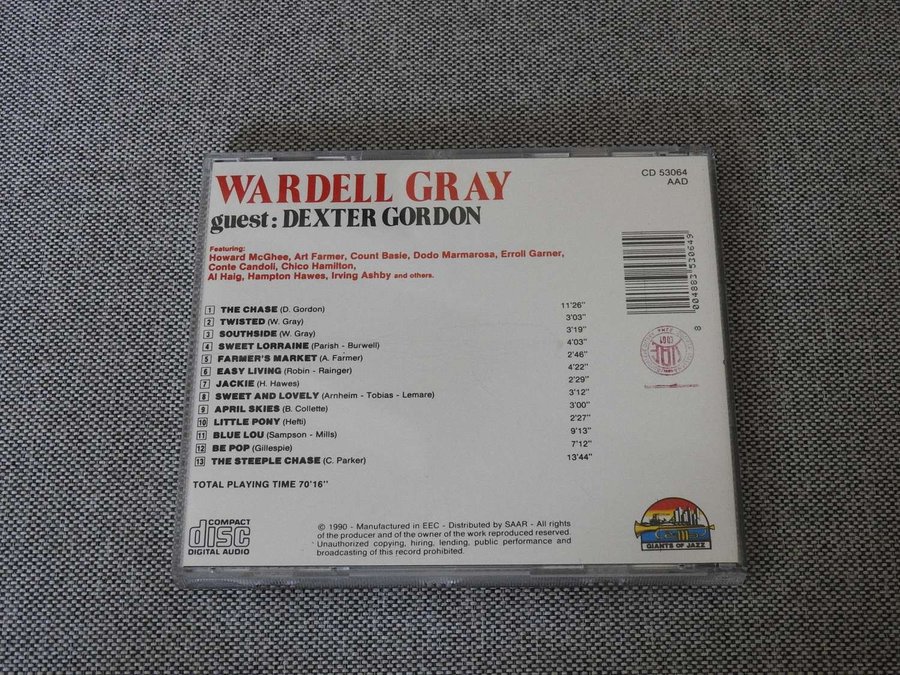 WARDELL GRAY
guest: DEXTER GORDON
CD 53064
AAD
Featuring:
Howard McGhee, Art Farmer, Count Basie, Dodo Marmarosa, Erroll Garner,
Conte Candoli, Chico Hamilton,
Al Haig, Hampton Hawes, Irving Ashby and others.
004883 530649
8
1 THE CHASE (D. Gordon) 11'26"
2 TWISTED (W. Gray) 3'03"
3 SOUTHSIDE (W. Gray) 3'19"
4 SWEET LORRAINE (Parish - Burwell) 4'03"
5 FARMER'S MARKET (A. Farmer) 2'46"
6 EASY LIVING (Robin - Rainger) 4'22"
7 JACKIE (H. Hawes) 2'29"
8 SWEET AND LOVELY (Arnheim - Tobias - Lemare) 3'12"
9 APRIL SKIES (B. Collette) 3'00"
10 LITTLE PONY (Hefti) 2'27"
11 BLUE LOU (Sampson - Mills) 9'13"
12 BE POP (Gillespie) 7'12"
13 THE STEEPLE CHASE (C. Parker) 13'44"
TOTAL PLAYING TIME 70'16"
COMPACT
disc
DIGITAL AUDIO
© 1990 - Manufactured in EEC - Distributed by SAAR - All rights
of the producer and of the owner of the work reproduced reserved.
Unauthorized copying, hiring, lending, public performance and
broadcasting of this record prohibited.
GIANTS OF JAZZ